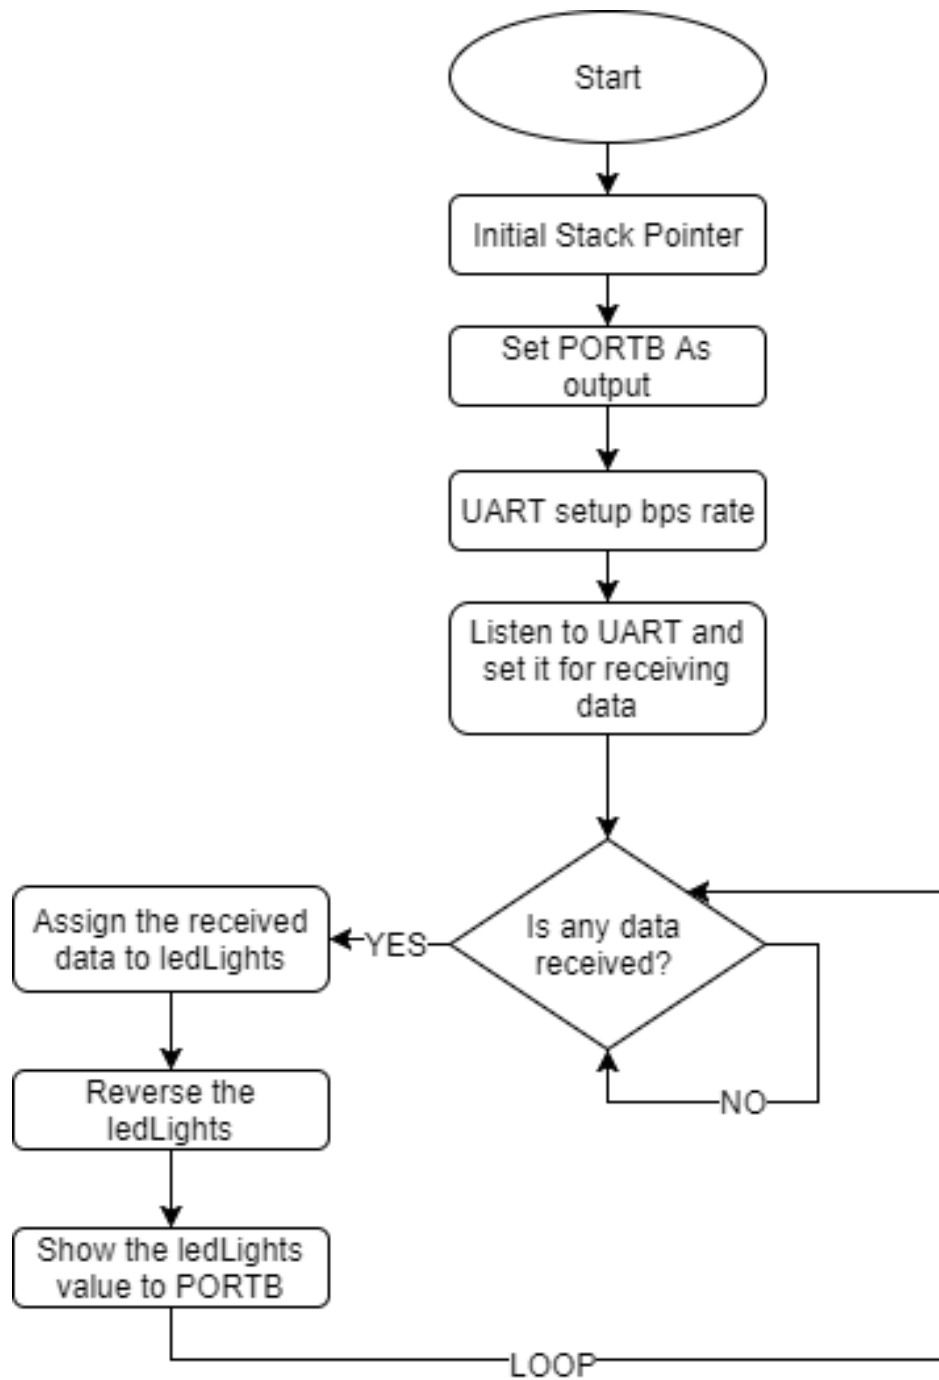 Start
Initial Stack Pointer
Set PORTB As
output
UART setup bps rate
Listen to UART and
set it for receiving
data
Is any data
received?
YES
NO
Assign the received
data to ledLights
Reverse the
ledLights
Show the ledLights
value to PORTB
LOOP